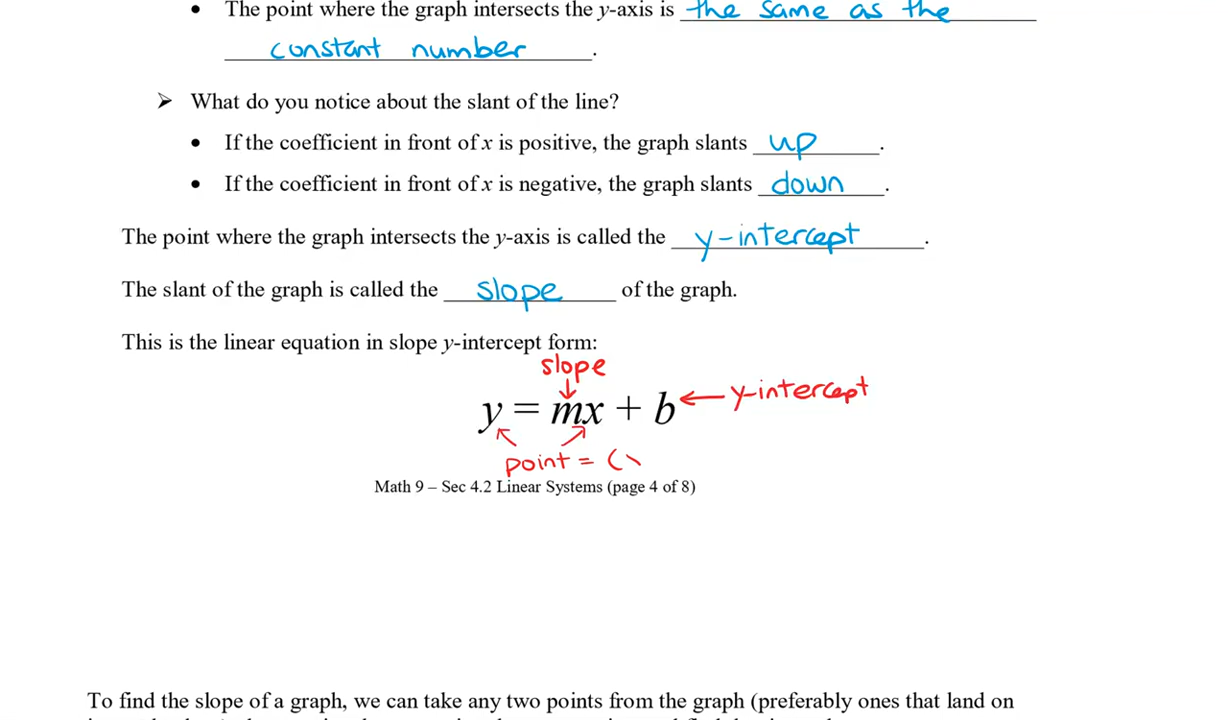 • The point where the graph intersects the y-axis is the same as the
constant number.
➤ What do you notice about the slant of the line?
• If the coefficient in front of x is positive, the graph slants up.
• If the coefficient in front of x is negative, the graph slants down.
The point where the graph intersects the y-axis is called the y-intercept.
The slant of the graph is called the slope of the graph.
This is the linear equation in slope y-intercept form:
slope
y = mx + b ← y-intercept
point = (
Math 9 – Sec 4.2 Linear Systems (page 4 of 8)
To find the slope of a graph, we can take any two points from the graph (preferably ones that land on